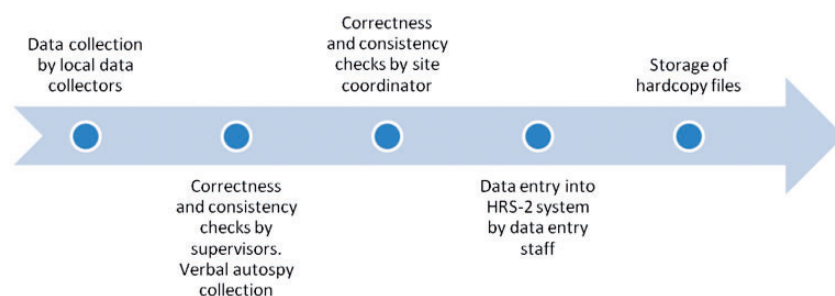 Data collection
by local data
collectors
Correctness
and consistency
checks by
supervisors.
Verbal autospy
collection
Correctness
and consistency
checks by site
coordinator
Data entry into
HRS-2 system
by data entry
staff
Storage of
hardcopy files